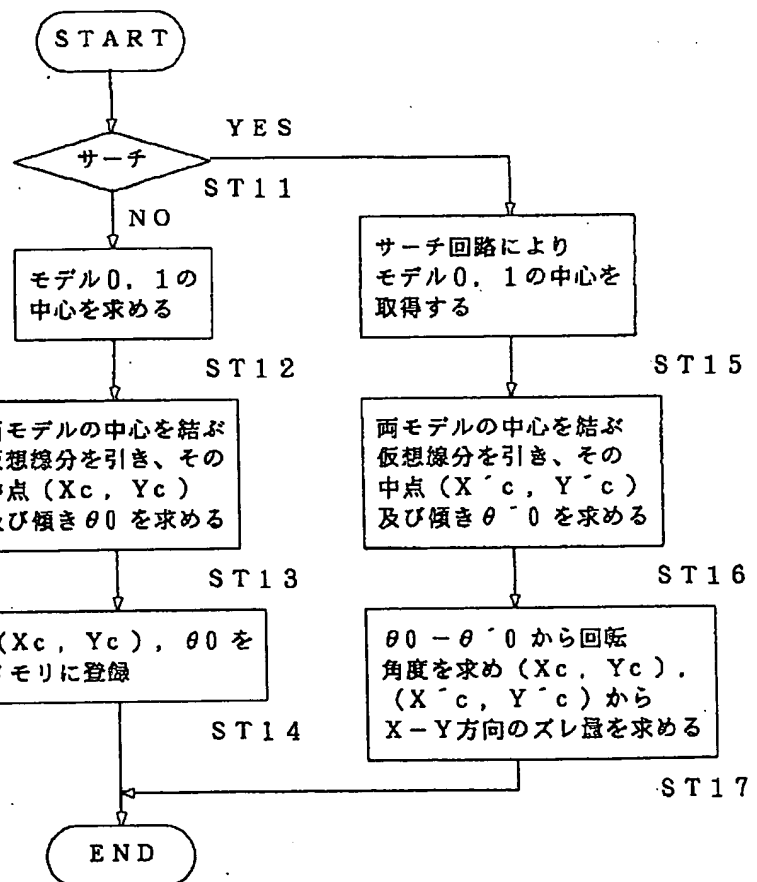 START
サーチ
YES
ST11
NO
モデル0，1の
中心を求める
ST12
モデルの中心を結ぶ
想線分を引き、その
点（Xc，Yc）
び傾きθ0を求める
ST13
(Xc，Yc)，θ0を
モリに登録
ST14
サーチ回路により
モデル0，1の中心を
取得する
ST15
両モデルの中心を結ぶ
仮想線分を引き、その
中点（X´c，Y´c）
及び傾きθ´0を求める
ST16
θ0－θ´0から回転
角度を求め（Xc，Yc）．
（X´c，Y´c）から
X－Y方向のズレ量を求める
ST17
END